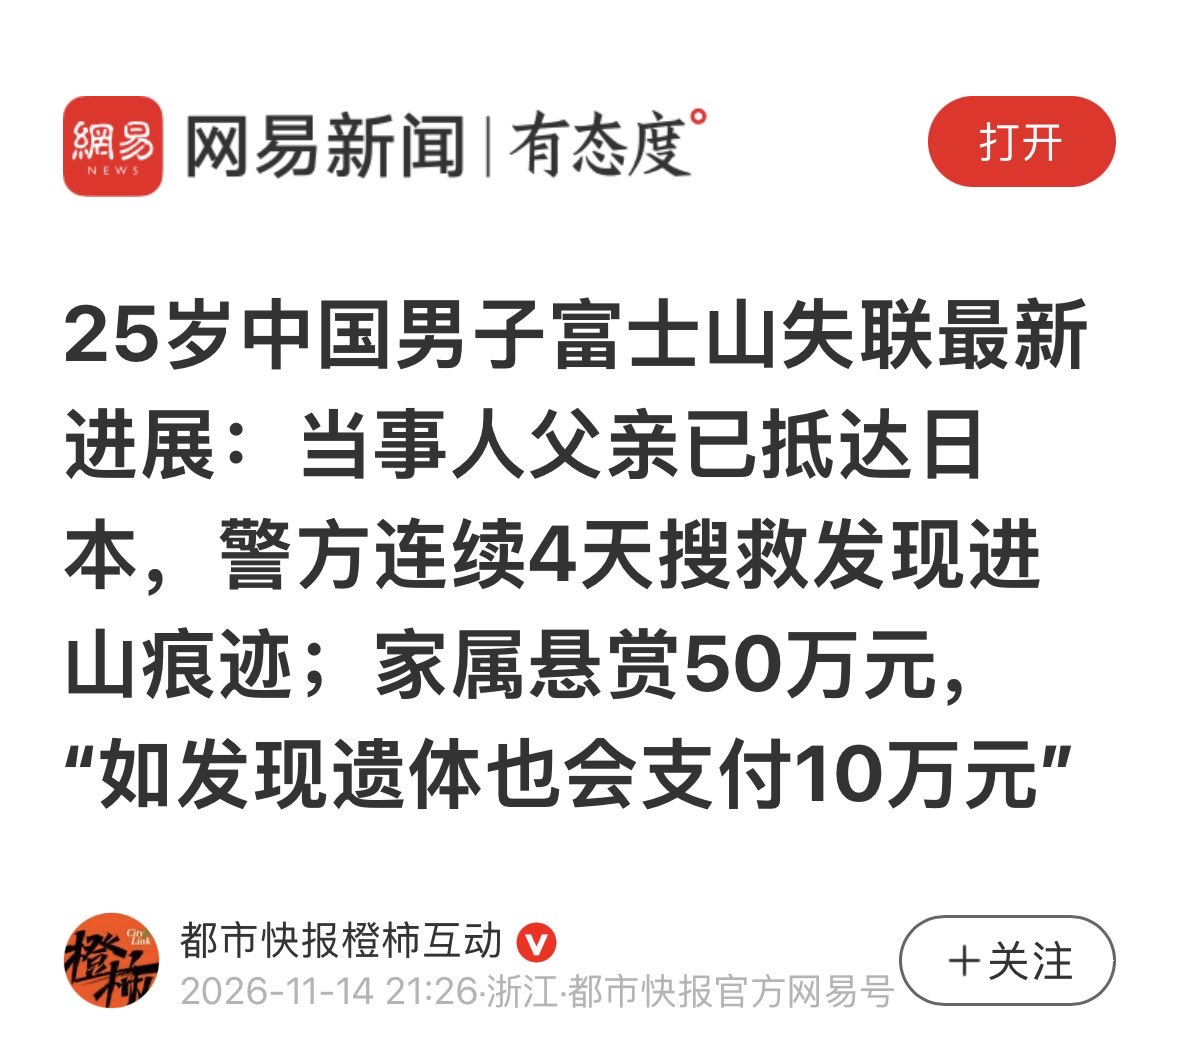 網易 NEWS 网易新闻 | 有态度° 打开
25岁中国男子富士山失联最新
进展：当事人父亲已抵达日
本，警方连续4天搜救发现进
山痕迹；家属悬赏50万元，
“如发现遗体也会支付10万元”
橙柿 City Link
都市快报橙柿互动 V
2026-11-14 21:26·浙江·都市快报官方网易号
＋关注